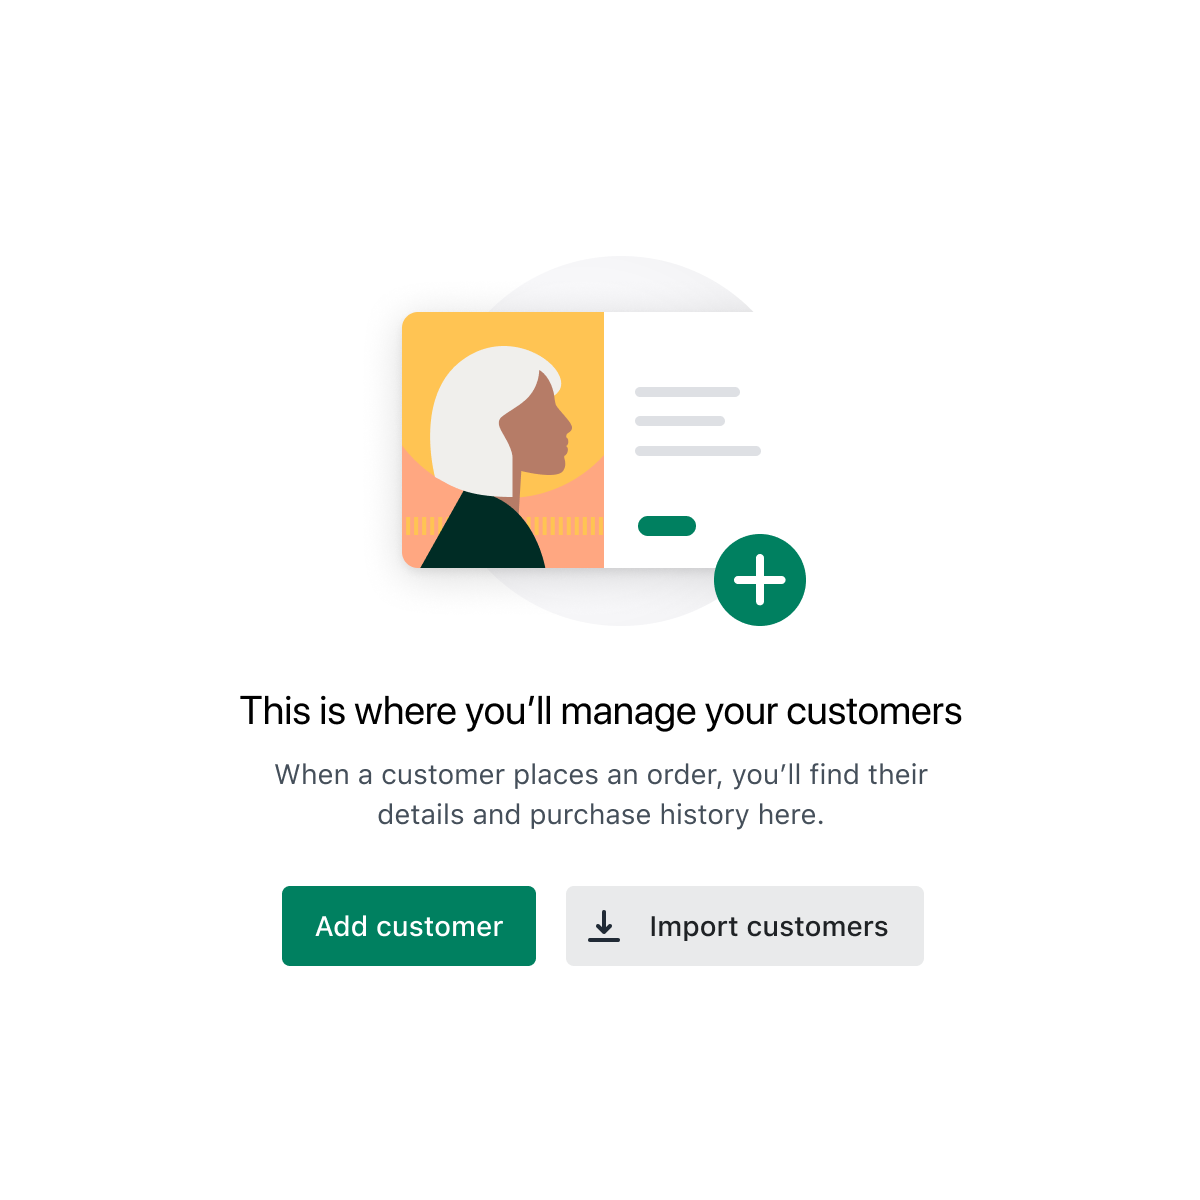 This is where you’ll manage your customers
When a customer places an order, you’ll find their
details and purchase history here.
Add customer
Import customers